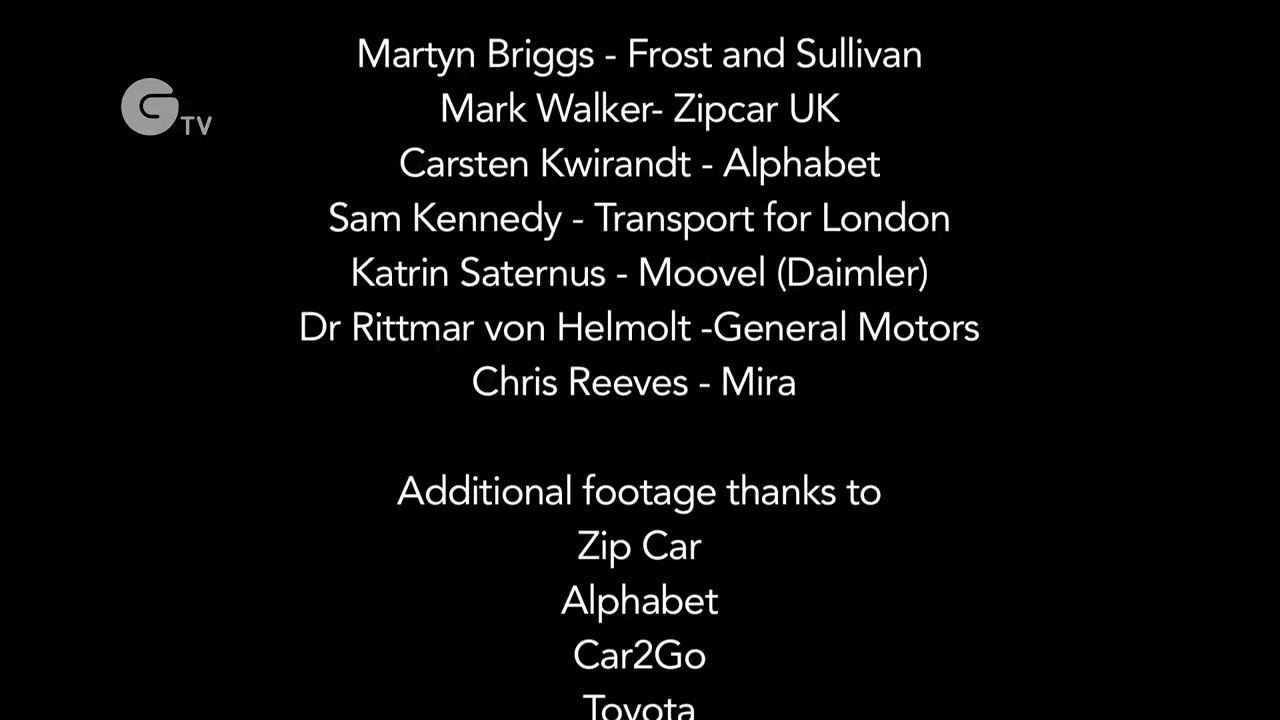 Martyn Briggs - Frost and Sullivan
G TV
Mark Walker- Zipcar UK
Carsten Kwirandt - Alphabet
Sam Kennedy - Transport for London
Katrin Saternus - Moovel (Daimler)
Dr Rittmar von Helmolt -General Motors
Chris Reeves - Mira
Additional footage thanks to
Zip Car
Alphabet
Car2Go
Toyota